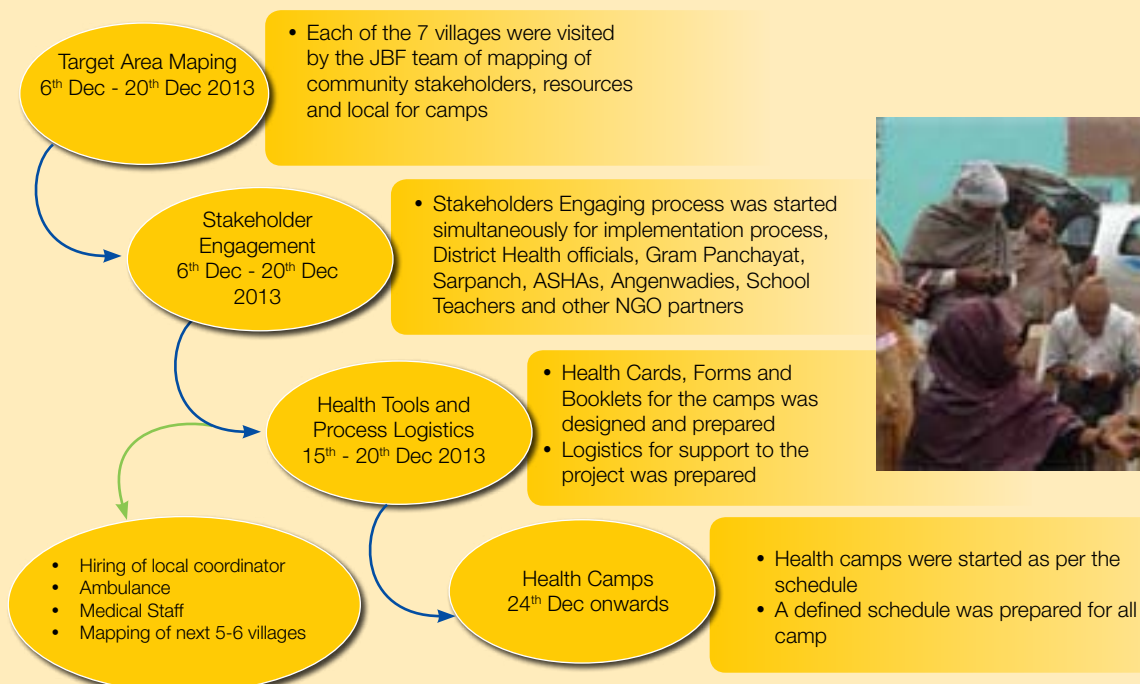 Target Area Maping
6th Dec - 20th Dec 2013
• Each of the 7 villages were visited
by the JBF team of mapping of
community stakeholders, resources
and local for camps
Stakeholder
Engagement
6th Dec - 20th Dec
2013
• Stakeholders Engaging process was started
simultaneously for implementation process,
District Health officials, Gram Panchayat,
Sarpanch, ASHAs, Angenwadies, School
Teachers and other NGO partners
Health Tools and
Process Logistics
15th - 20th Dec 2013
• Health Cards, Forms and
Booklets for the camps was
designed and prepared
• Logistics for support to the
project was prepared
• Hiring of local coordinator
• Ambulance
• Medical Staff
• Mapping of next 5-6 villages
Health Camps
24th Dec onwards
• Health camps were started as per the
schedule
• A defined schedule was prepared for all
camp